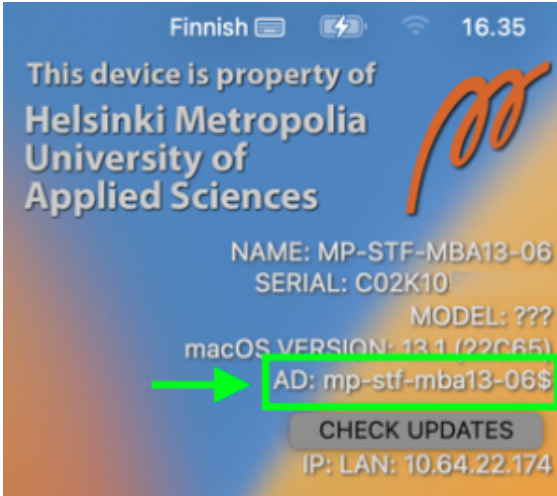 Finnish 16.35
This device is property of
Helsinki Metropolia
University of
Applied Sciences
NAME: MP-STF-MBA13-06
SERIAL: C02K10
MODEL: ???
macOS VERSION: 13.1 (22C65)
AD: mp-stf-mba13-06$
CHECK UPDATES
IP: LAN: 10.64.22.174